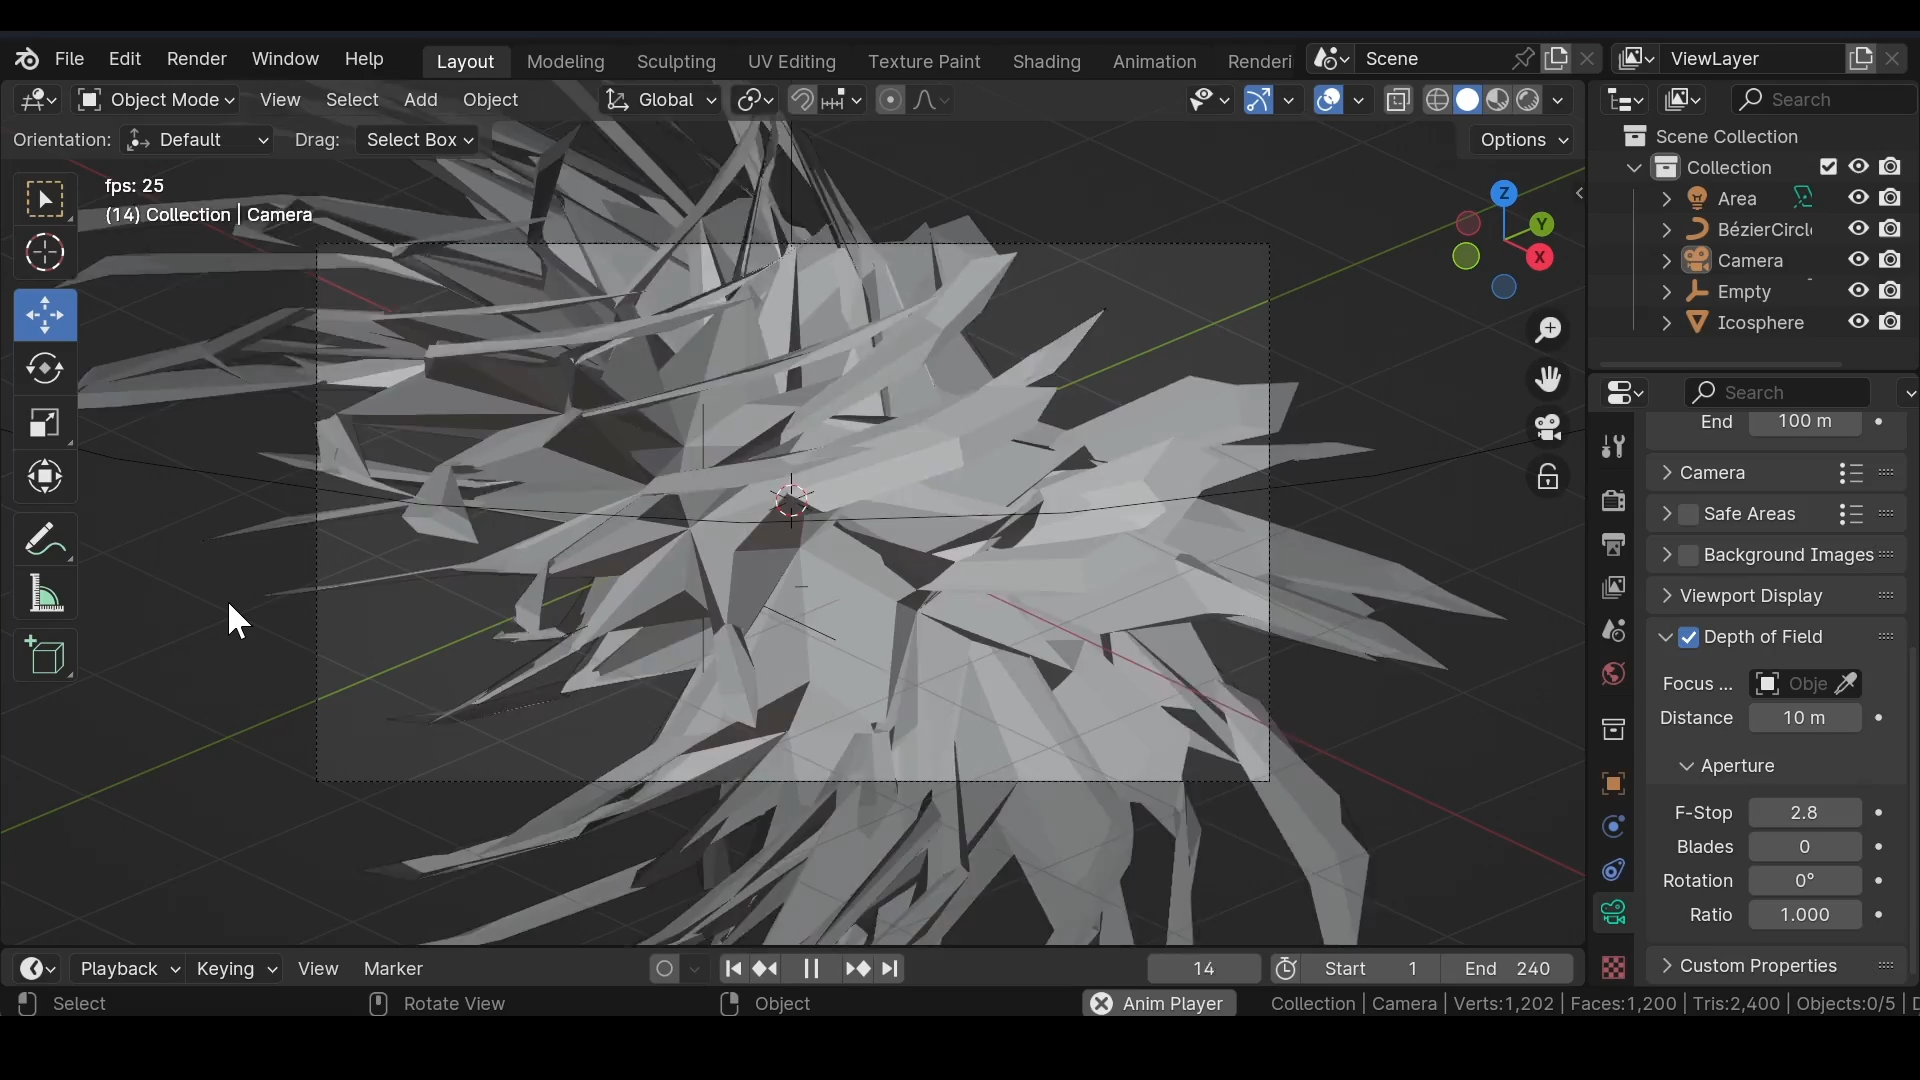 File Edit Render Window Help Layout Modeling Sculpting UV Editing Texture Paint Shading Animation Renderi Scene ViewLayer
Object Mode View Select Add Object Global Search
Orientation: Default Drag: Select Box Options
Scene Collection
Collection
fps: 25
(14) Collection | Camera
Area
BézierCircl
Camera
Empty
Icosphere
Z
Y
X
Search
End 100 m
Camera
Safe Areas
Background Images
Viewport Display
Depth of Field
Focus ... Obje
Distance 10 m
Aperture
F-Stop 2.8
Blades 0
Rotation 0°
Ratio 1.000
Custom Properties
Playback Keying View Marker 14 Start 1 End 240
Select Rotate View Object Anim Player Collection | Camera | Verts:1,202 | Faces:1,200 | Tris:2,400 | Objects:0/5 |